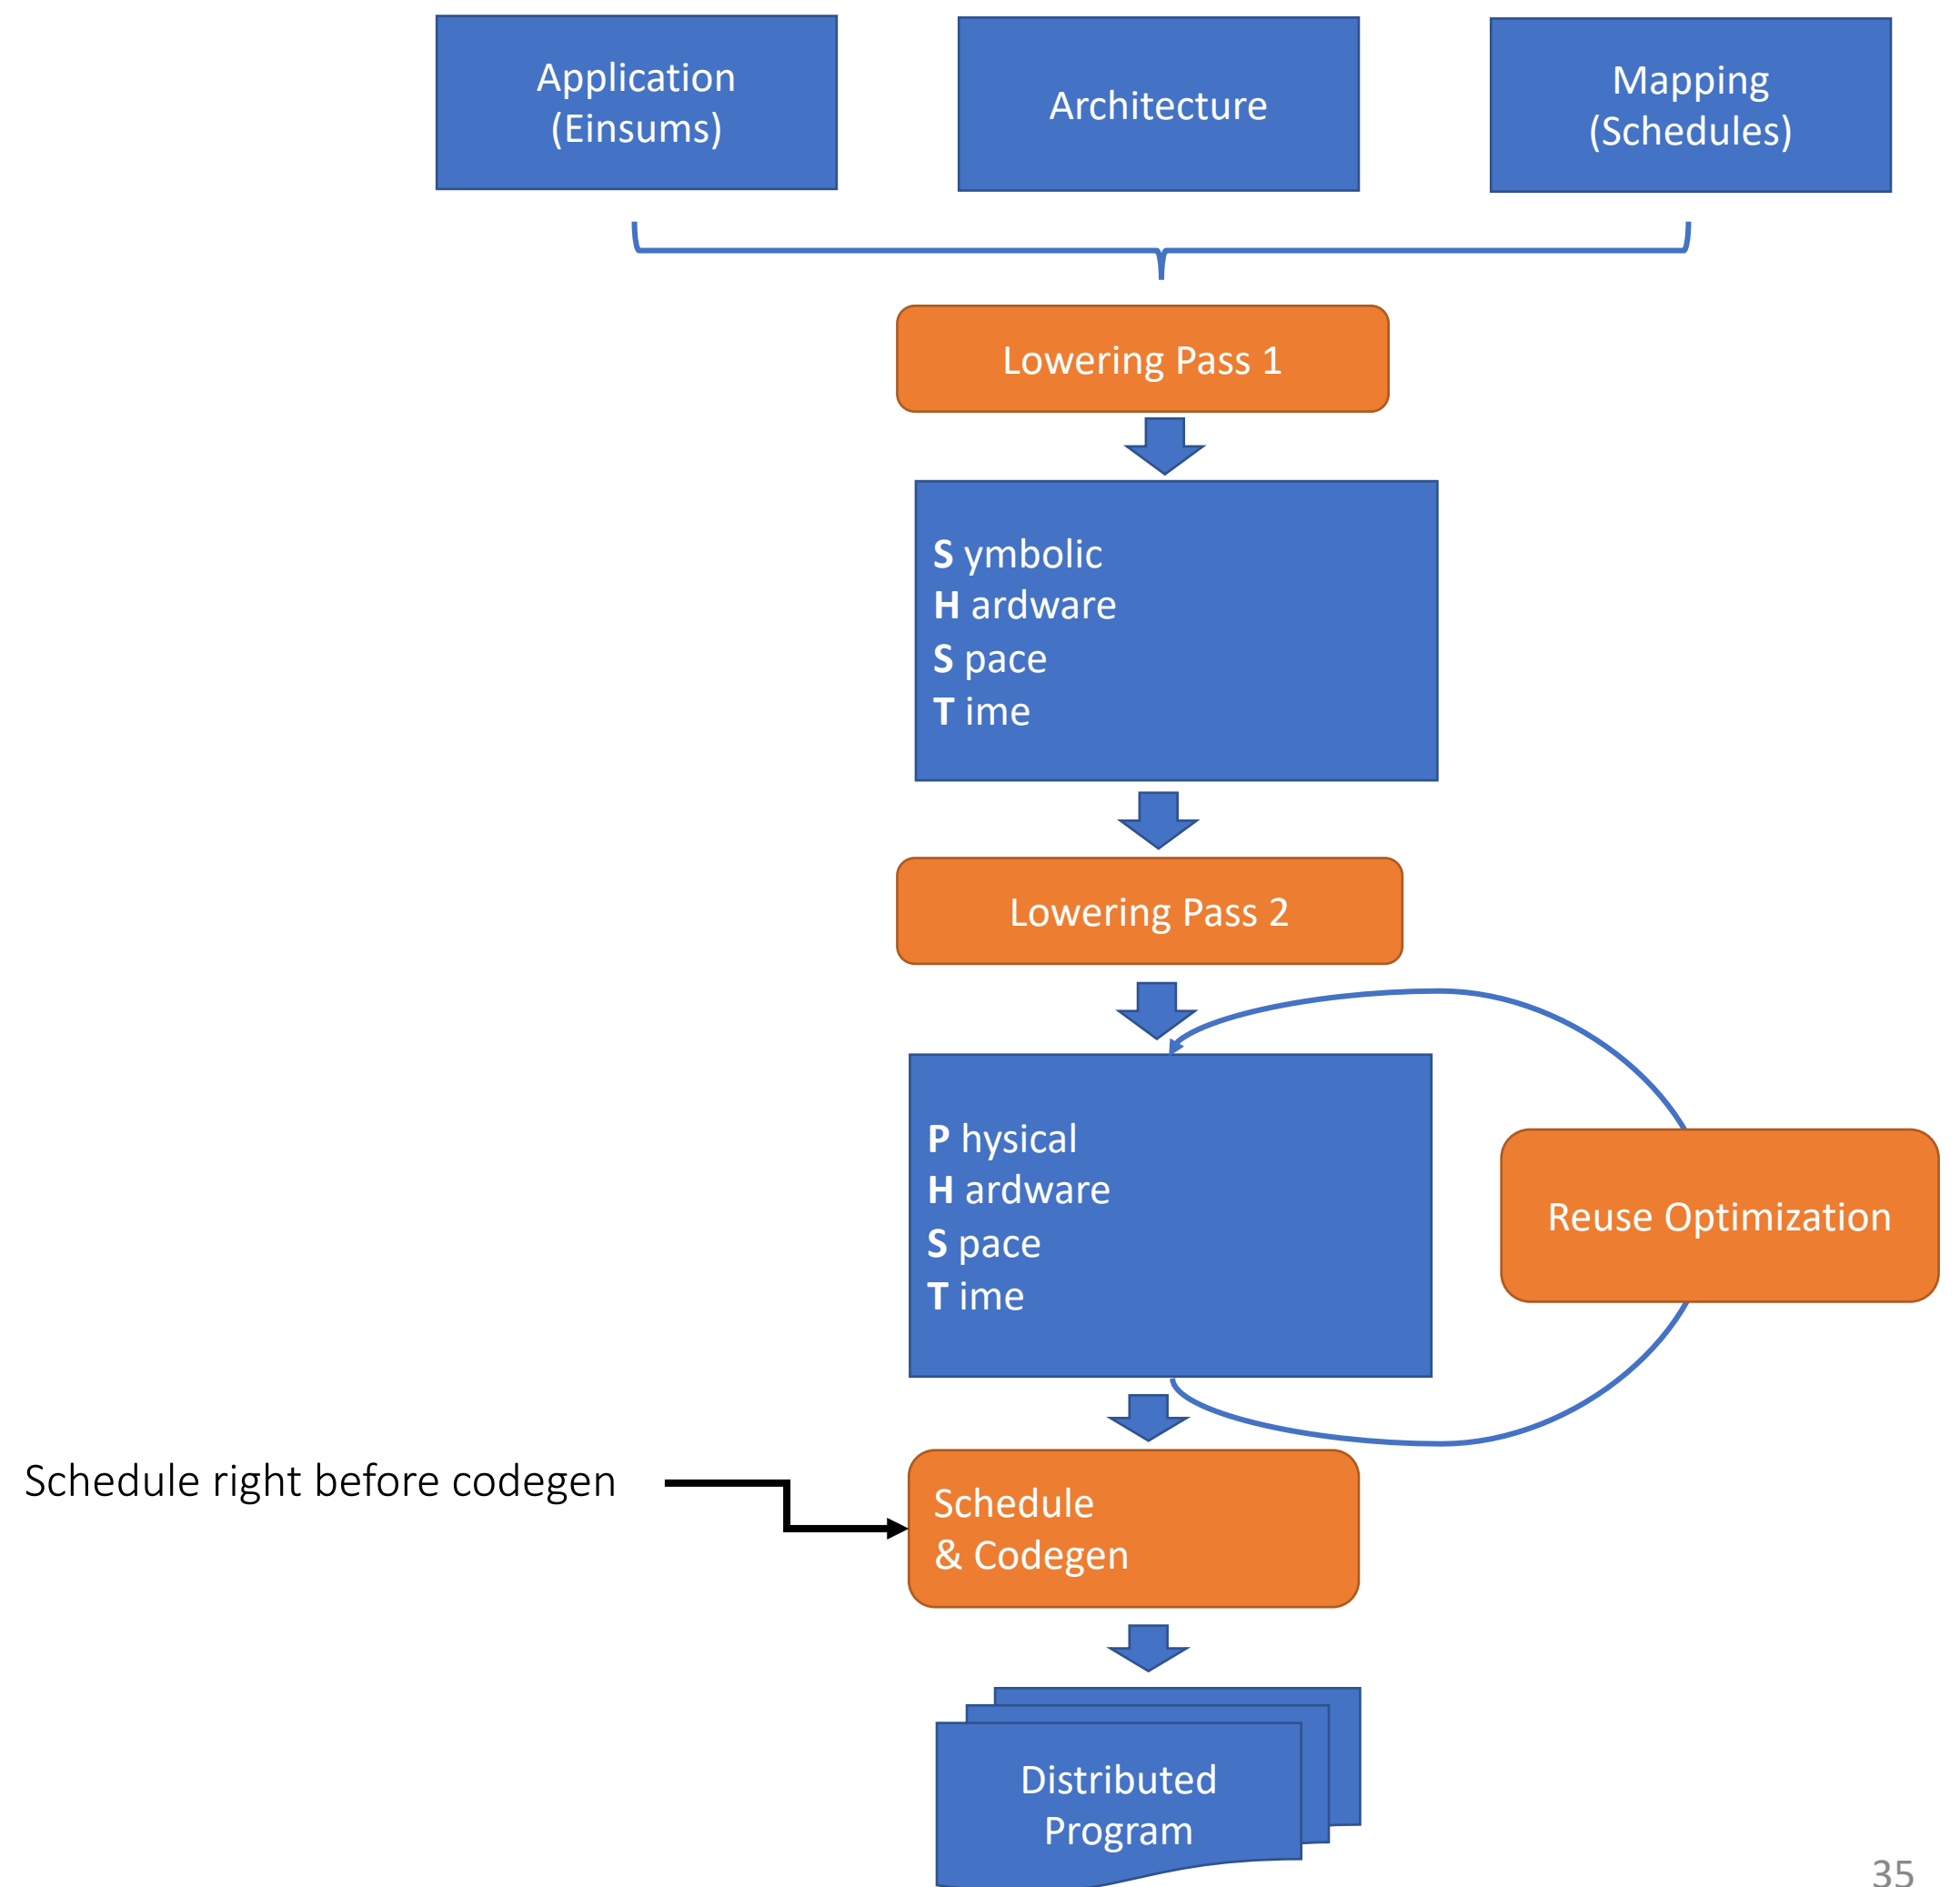 Application
(Einsums)
Architecture
Mapping
(Schedules)
Lowering Pass 1
S ymbolic
H ardware
S pace
T ime
Lowering Pass 2
P hysical
H ardware
S pace
T ime
Reuse Optimization
Schedule right before codegen
Schedule
& Codegen
Distributed
Program
35